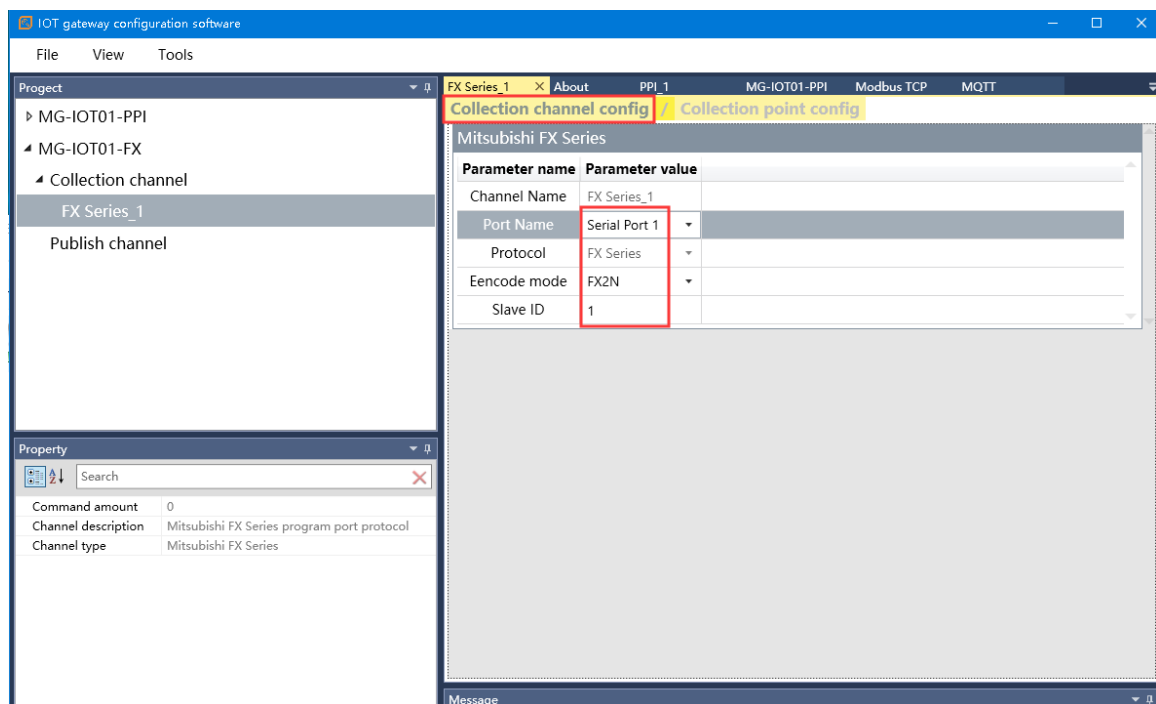 IOT gateway configuration software
File View Tools
Progect
MG-IOT01-PPI
MG-IOT01-FX
Collection channel
FX Series_1
Publish channel
Property
Search
Command amount 0
Channel description Mitsubishi FX Series program port protocol
Channel type Mitsubishi FX Series
FX Series_1 About PPI_1 MG-IOT01-PPI Modbus TCP MQTT
Collection channel config / Collection point config
Mitsubishi FX Series
Parameter name Parameter value
Channel Name FX Series_1
Port Name Serial Port 1
Protocol FX Series
Eencode mode FX2N
Slave ID 1
Message